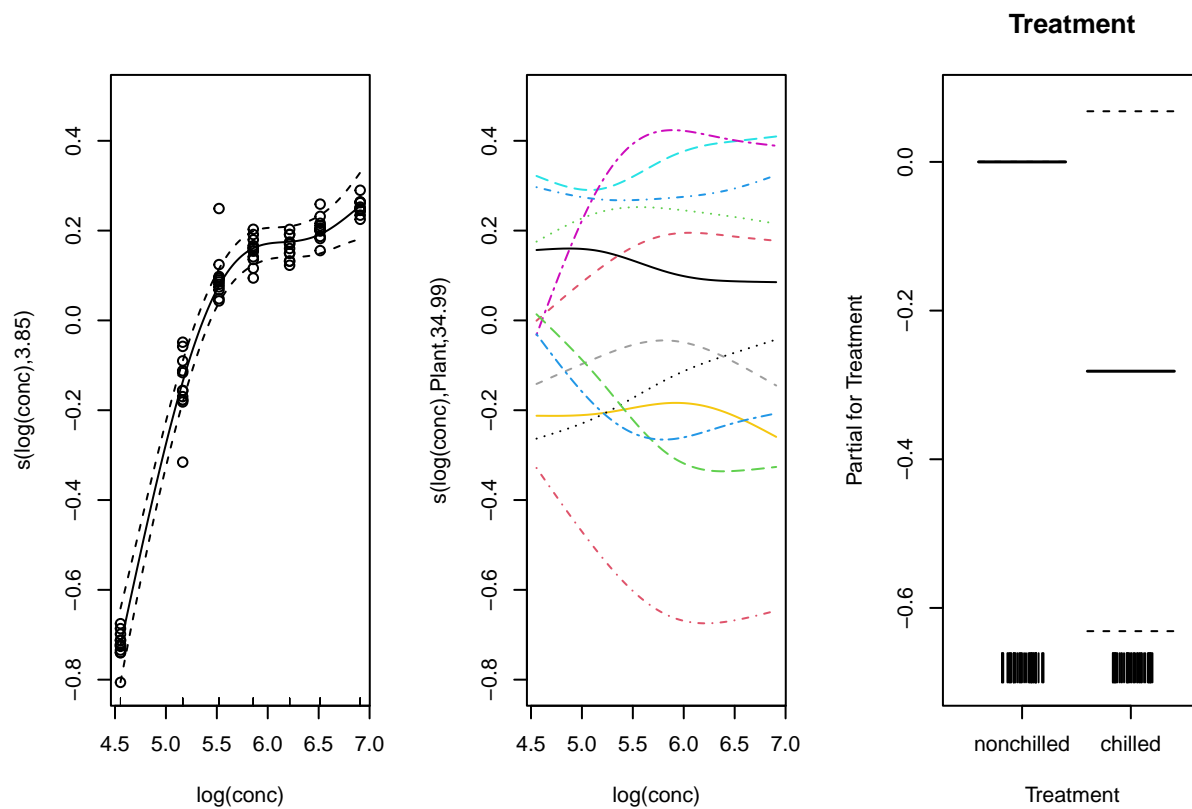 s(log(conc),3.85)
0.4
0.2
0.0
−0.2
−0.4
−0.6
−0.8
4.5 5.0 5.5 6.0 6.5 7.0
log(conc)
s(log(conc),Plant,34.99)
0.4
0.2
0.0
−0.2
−0.4
−0.6
−0.8
4.5 5.0 5.5 6.0 6.5 7.0
log(conc)
Treatment
Partial for Treatment
0.0
−0.2
−0.4
−0.6
nonchilled chilled
Treatment